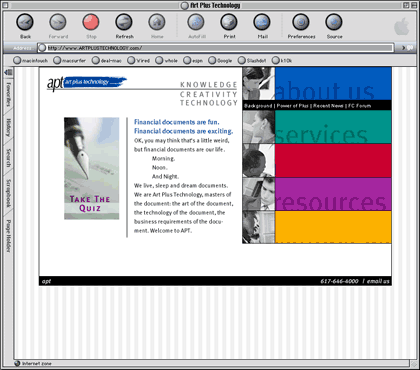 Art Plus Technology
Back Forward Stop Refresh Home AutoFill Print Mail Preferences Source
Address: http://www.ARTPLUSTECHNOLOGY.com/ go
macintouch macsurfer deal-mac Wired whole espn Google Slashdot k10k
Favorites
History
Search
Scrapbook
Page Holder
apt art plus technology
KNOWLEDGE
CREATIVITY
TECHNOLOGY
about us
Background | Power of Plus | Recent News | FC Forum
services
resources
TAKE THE
QUIZ
Financial documents are fun.
Financial documents are exciting.
OK, you may think that's a little weird,
but financial documents are our life.
Morning.
Noon.
And Night.
We live, sleep and dream documents.
We are Art Plus Technology, masters of
the document: the art of the document,
the technology of the document, the
business requirements of the docu-
ment. Welcome to APT.
apt 617-646-6000 | email us
Internet zone